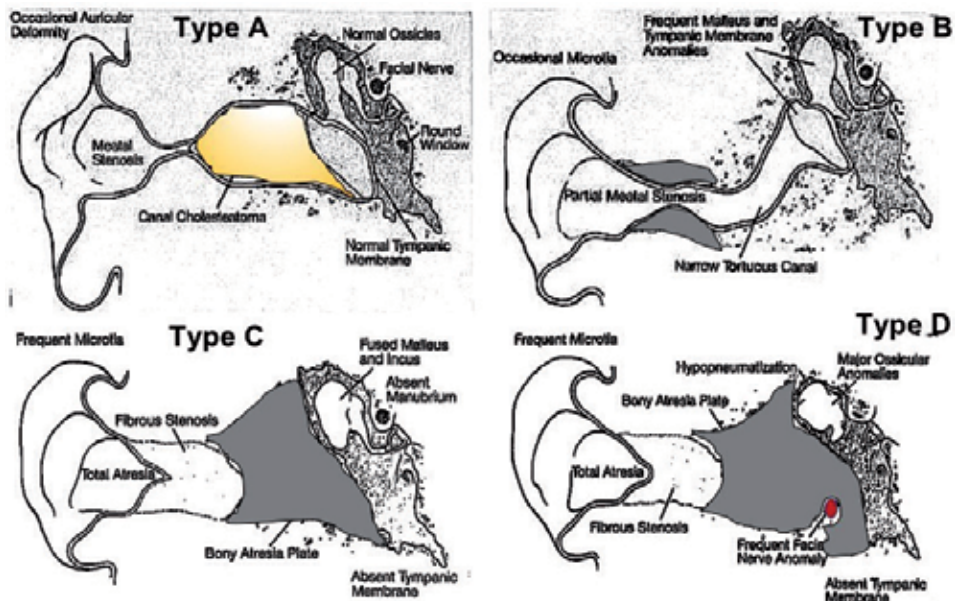 Occasional Auricular
Deformity
Type A
Normal Ossicles
Facial Nerve
Meatal
Stenosis
Round
Window
Canal Cholesteatoma
Normal Tympanic
Membrane
Frequent Malleus and
Tympanic Membrane
Anomalies
Type B
Occasional Microtia
Partial Meatal Stenosis
Narrow Tortuous Canal
Frequent Microtia
Type C
Fused Malleus
and Incus
Absent
Manubrium
Fibrous Stenosis
Total Atresia
Bony Atresia Plate
Absent Tympanic
Membrane
Type D
Frequent Microtia
Hypopneumatization
Major Ossicular
Anomalies
Bony Atresia Plate
Total Atresia
Fibrous Stenosis
Frequent Facia
Nerve Anomaly
Absent Tympanic
Membrane